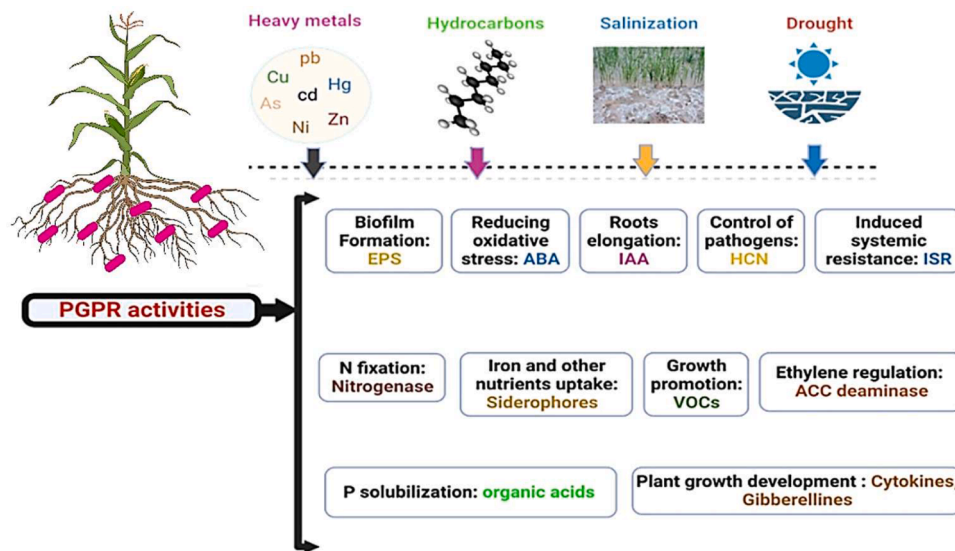 Heavy metals
Hydrocarbons
Salinization
Drought
pb
Cu
Hg
cd
As
Zn
Ni
Biofilm
Formation:
EPS
Reducing
oxidative
stress: ABA
Roots
elongation:
IAA
Control of
pathogens:
HCN
Induced
systemic
resistance: ISR
PGPR activities
N fixation:
Nitrogenase
Iron and other
nutrients uptake:
Siderophores
Growth
promotion:
VOCs
Ethylene regulation:
ACC deaminase
P solubilization: organic acids
Plant growth development : Cytokines,
Gibberellines